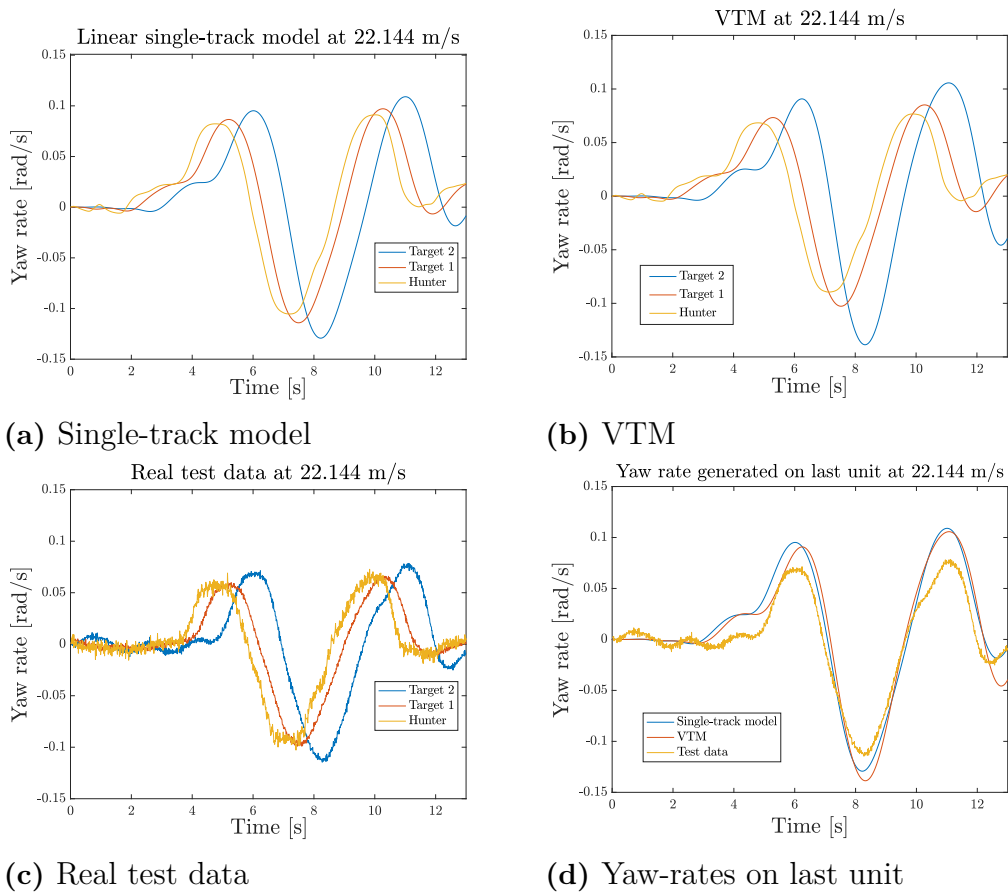 Linear single-track model at 22.144 m/s
0.15
0.1
0.05
0
-0.05
-0.1
-0.15
Yaw rate [rad/s]
Target 2
Target 1
Hunter
0 2 4 6 8 10 12
Time [s]
(a) Single-track model
VTM at 22.144 m/s
0.15
0.1
0.05
0
-0.05
-0.1
-0.15
Yaw rate [rad/s]
Target 2
Target 1
Hunter
0 2 4 6 8 10 12
Time [s]
(b) VTM
Real test data at 22.144 m/s
0.15
0.1
0.05
0
-0.05
-0.1
-0.15
Yaw rate [rad/s]
Target 2
Target 1
Hunter
0 2 4 6 8 10 12
Time [s]
(c) Real test data
Yaw rate generated on last unit at 22.144 m/s
0.15
0.1
0.05
0
-0.05
-0.1
-0.15
Yaw rate [rad/s]
Single-track model
VTM
Test data
0 2 4 6 8 10 12
Time [s]
(d) Yaw-rates on last unit